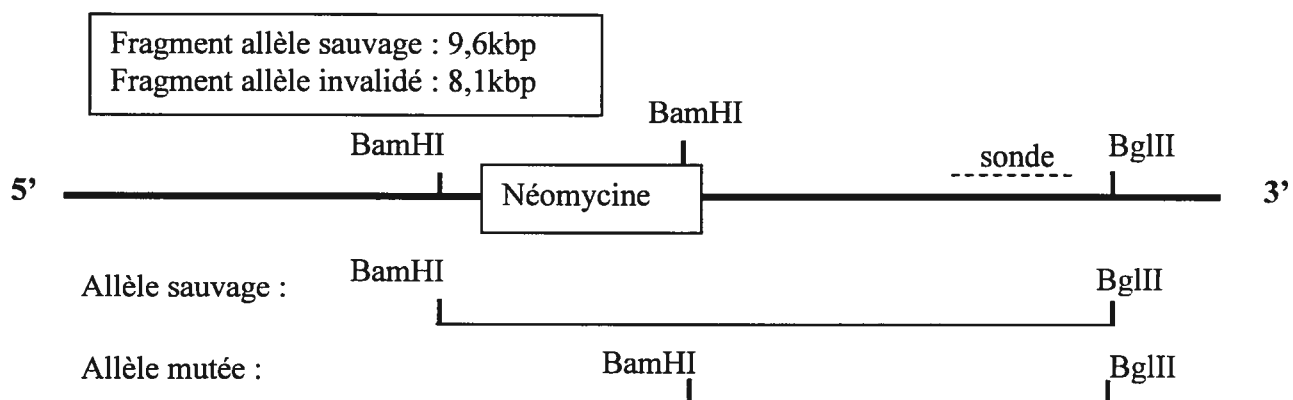 Fragment allèle sauvage : 9,6kbp
Fragment allèle invalidé : 8,1kbp
BamHI
BamHI
sonde
BglII
5’
Néomycine
3’
Allèle sauvage :
BamHI
BglII
Allèle mutée :
BamHI
BglII